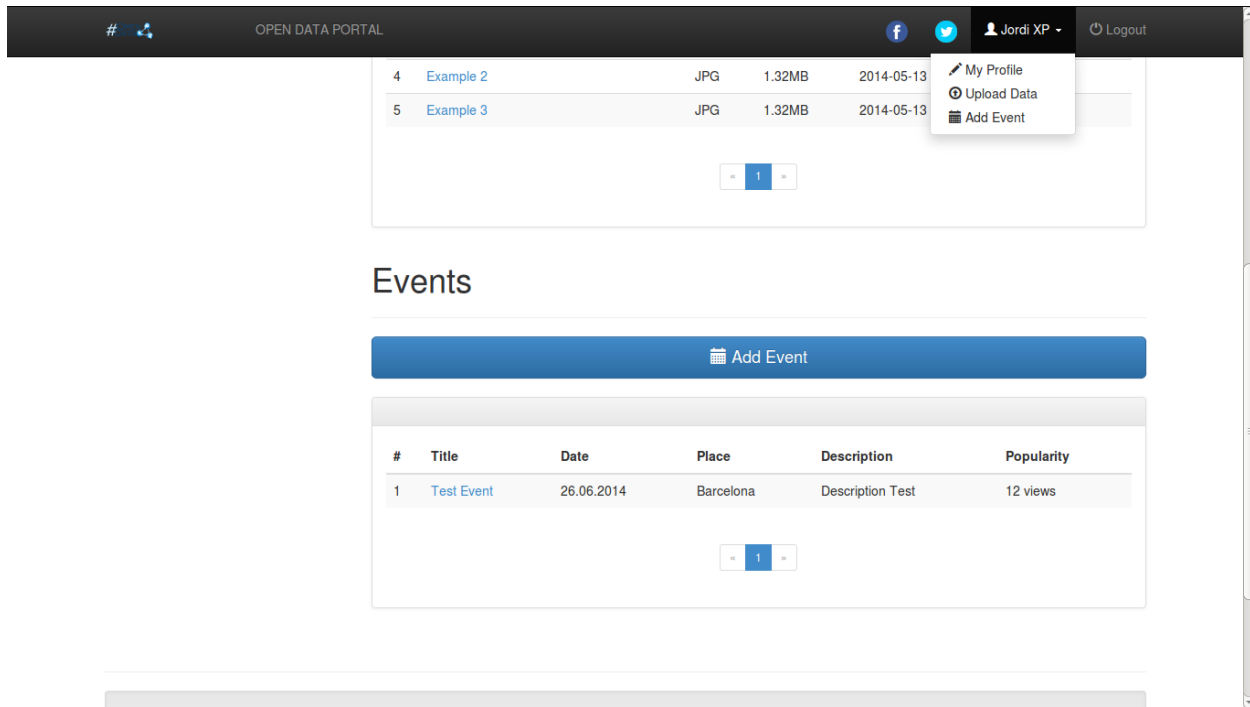 # OPEN DATA PORTAL Jordi XP Logout
My Profile
Upload Data
Add Event
4 Example 2 JPG 1.32MB 2014-05-13
5 Example 3 JPG 1.32MB 2014-05-13
« 1 »
Events
Add Event
# Title Date Place Description Popularity
1 Test Event 26.06.2014 Barcelona Description Test 12 views
« 1 »